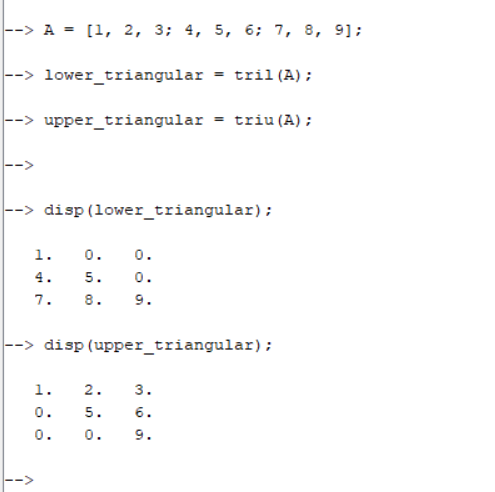 --> A = [1, 2, 3; 4, 5, 6; 7, 8, 9];
--> lower_triangular = tril(A);
--> upper_triangular = triu(A);
-->
--> disp(lower_triangular);
1. 0. 0.
4. 5. 0.
7. 8. 9.
--> disp(upper_triangular);
1. 2. 3.
0. 5. 6.
0. 0. 9.
-->